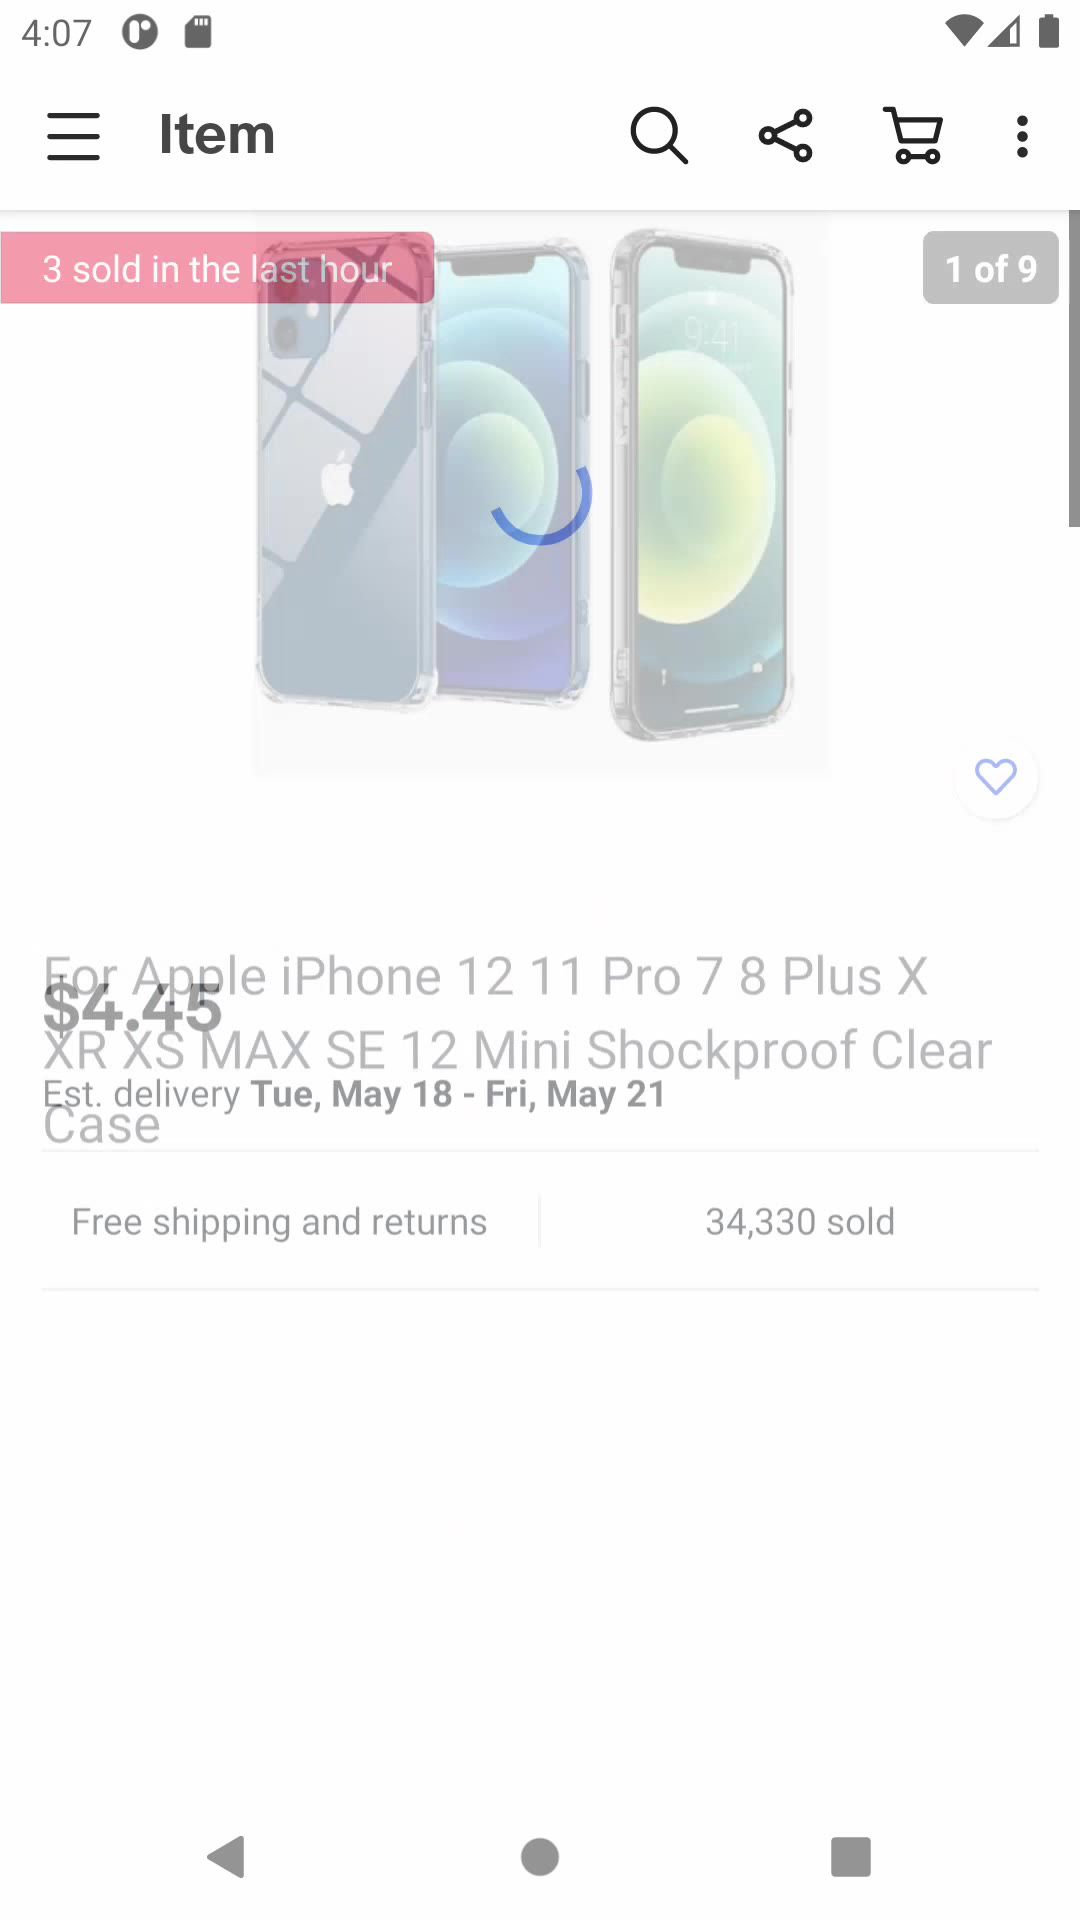 4:07
Item
3 sold in the last hour
1 of 9
9:41
For Apple iPhone 12 11 Pro 7 8 Plus X
$4.45
XR XS MAX SE 12 Mini Shockproof Clear
Est. delivery Tue, May 18 - Fri, May 21
Case
Free shipping and returns
34,330 sold